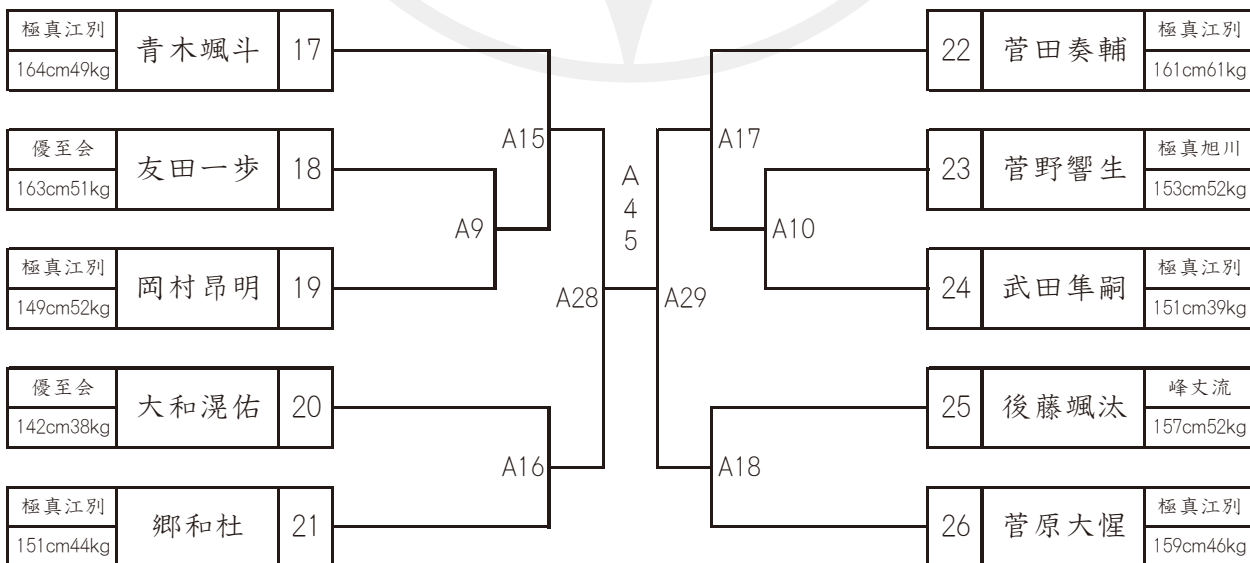 極真江別
164cm49kg
青木颯斗
17
優至会
163cm51kg
友田一歩
18
極真江別
149cm52kg
岡村昂明
19
優至会
142cm38kg
大和滉佑
20
極真江別
151cm44kg
郷和杜
21
A15
A9
A28
A16
A
4
5
A17
A10
A29
A18
22
菅田奏輔
極真江別
161cm61kg
23
菅野響生
極真旭川
153cm52kg
24
武田隼嗣
極真江別
151cm39kg
25
後藤颯汰
峰丈流
157cm52kg
26
菅原大惺
極真江別
159cm46kg